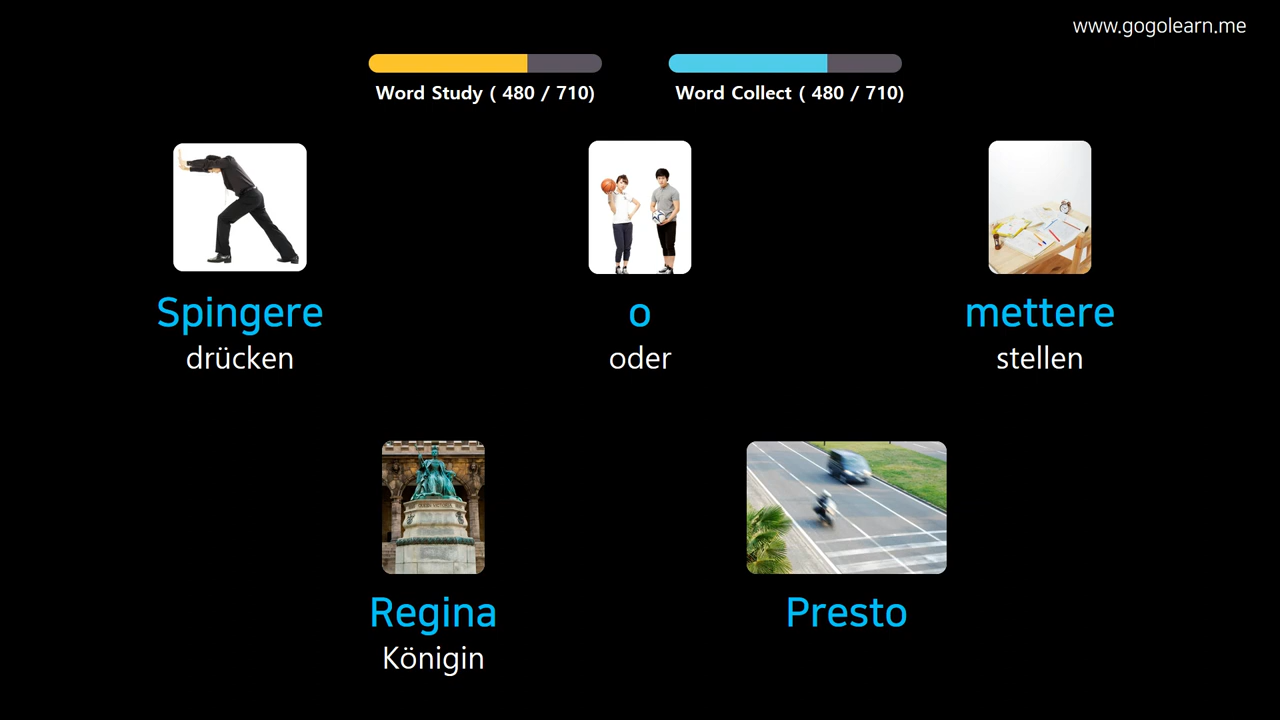 www.gogolearn.me
Word Study ( 480 / 710)
Word Collect ( 480 / 710)
Spingere
drücken
o
oder
mettere
stellen
Regina
Königin
Presto